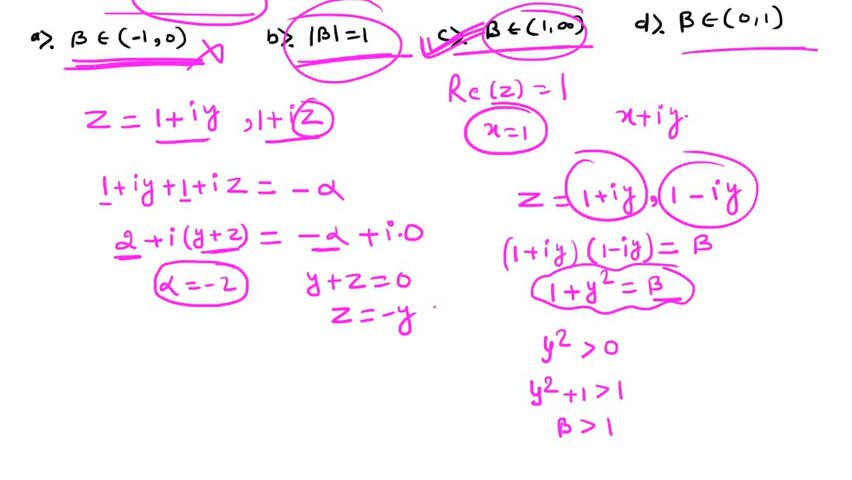 a). β ∈ (-1, 0) b). |β| = 1 c). β ∈ (1, ∞) d). β ∈ (0, 1)
Re(z) = 1
z = 1+iy , 1+iz
x = 1 x+iy.
1+iy+1+iz = -α
z = 1+iy , 1-iy
2+i(y+z) = -α+i.0
(1+iy)(1-iy) = β
α = -2 y+z = 0
1+y² = β
z = -y
y² > 0
y²+1 > 1
β > 1